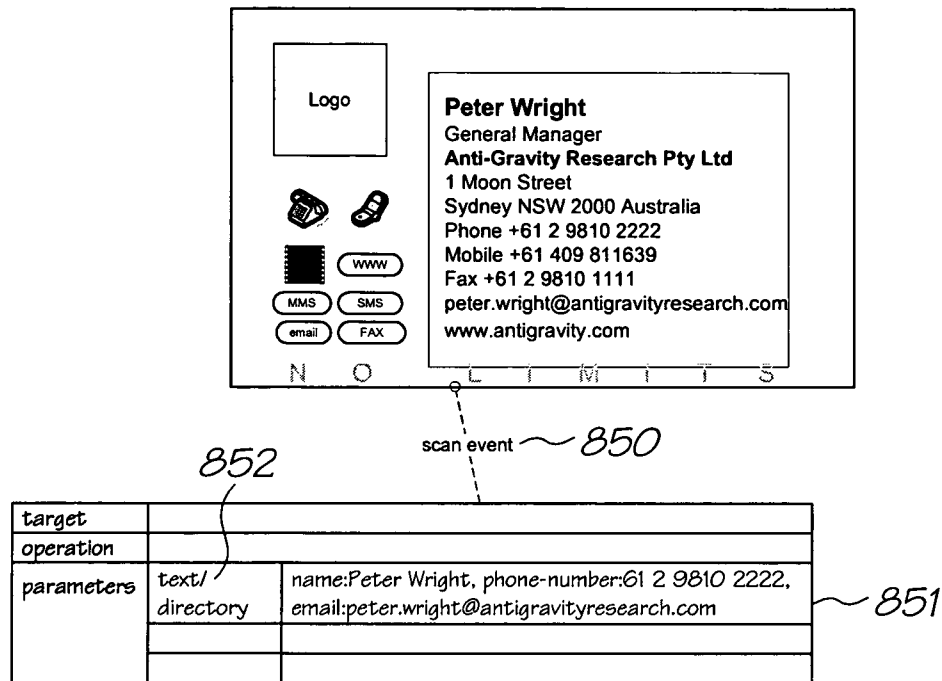 Logo
Peter Wright
General Manager
Anti-Gravity Research Pty Ltd
1 Moon Street
Sydney NSW 2000 Australia
Phone +61 2 9810 2222
Mobile +61 409 811639
Fax +61 2 9810 1111
peter.wright@antigravityresearch.com
www.antigravity.com
WWW
MMS SMS
email FAX
NO LIMITS
scan event 850
852
target
operation
parameters text/ name:Peter Wright, phone-number:61 2 9810 2222,
directory email:peter.wright@antigravityresearch.com
851